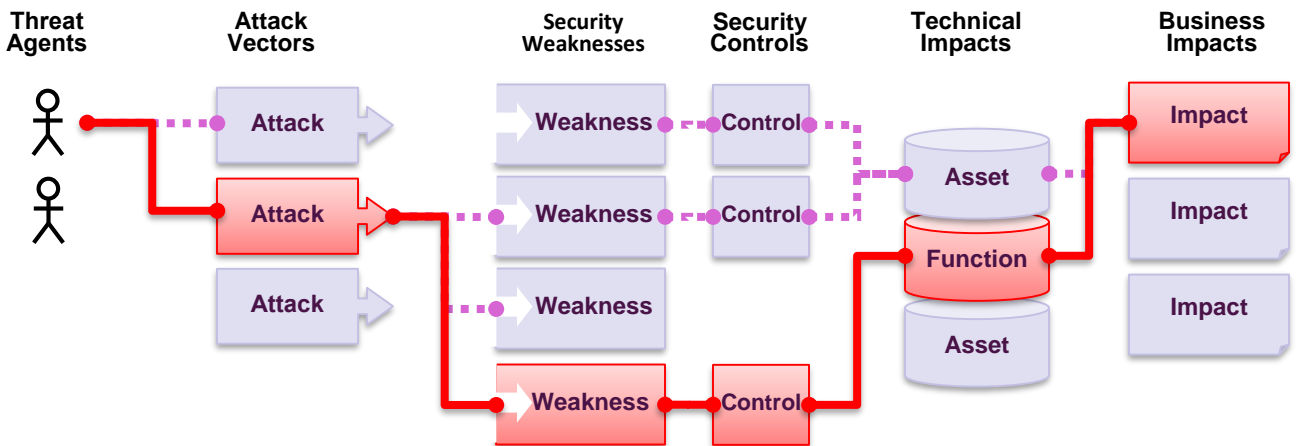 Threat
Agents
Attack
Vectors
Security
Weaknesses
Security
Controls
Technical
Impacts
Business
Impacts
Attack
Weakness
Control
Impact
Asset
Attack
Weakness
Control
Impact
Function
Attack
Weakness
Impact
Asset
Weakness
Control